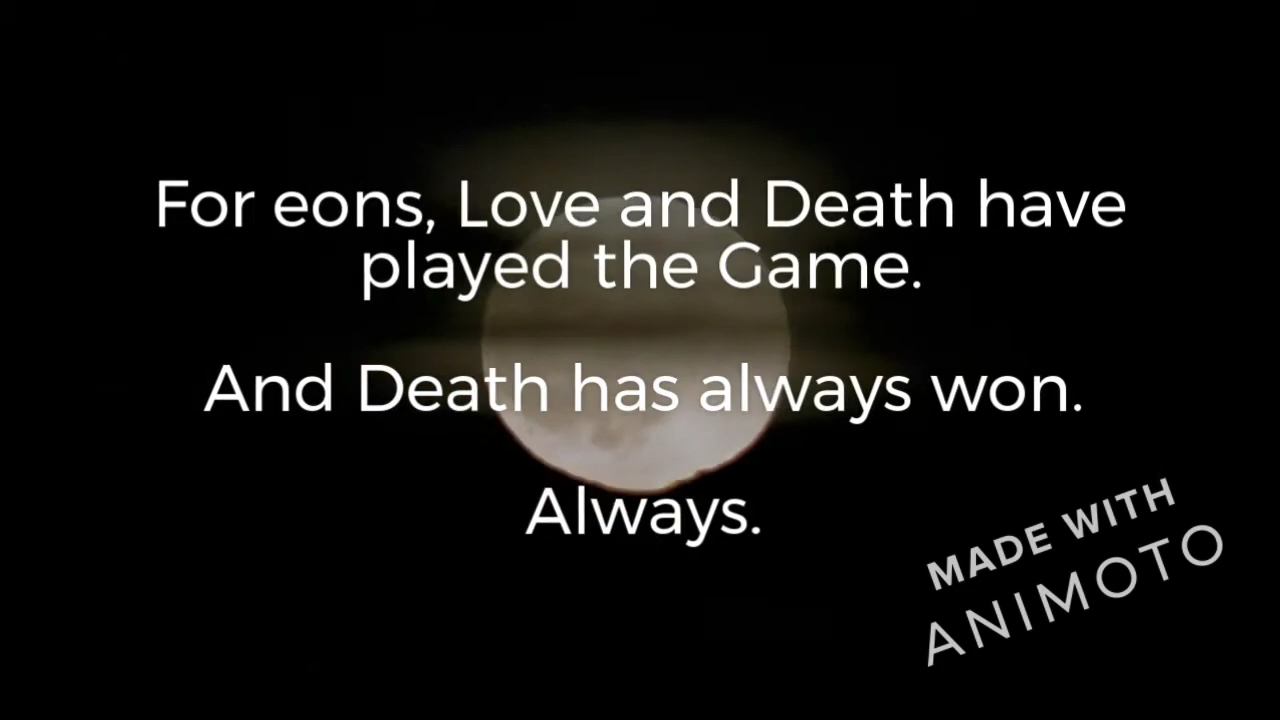 For eons, Love and Death have
played the Game.
And Death has always won.
Always.
MADE WITH
ANIMOTO